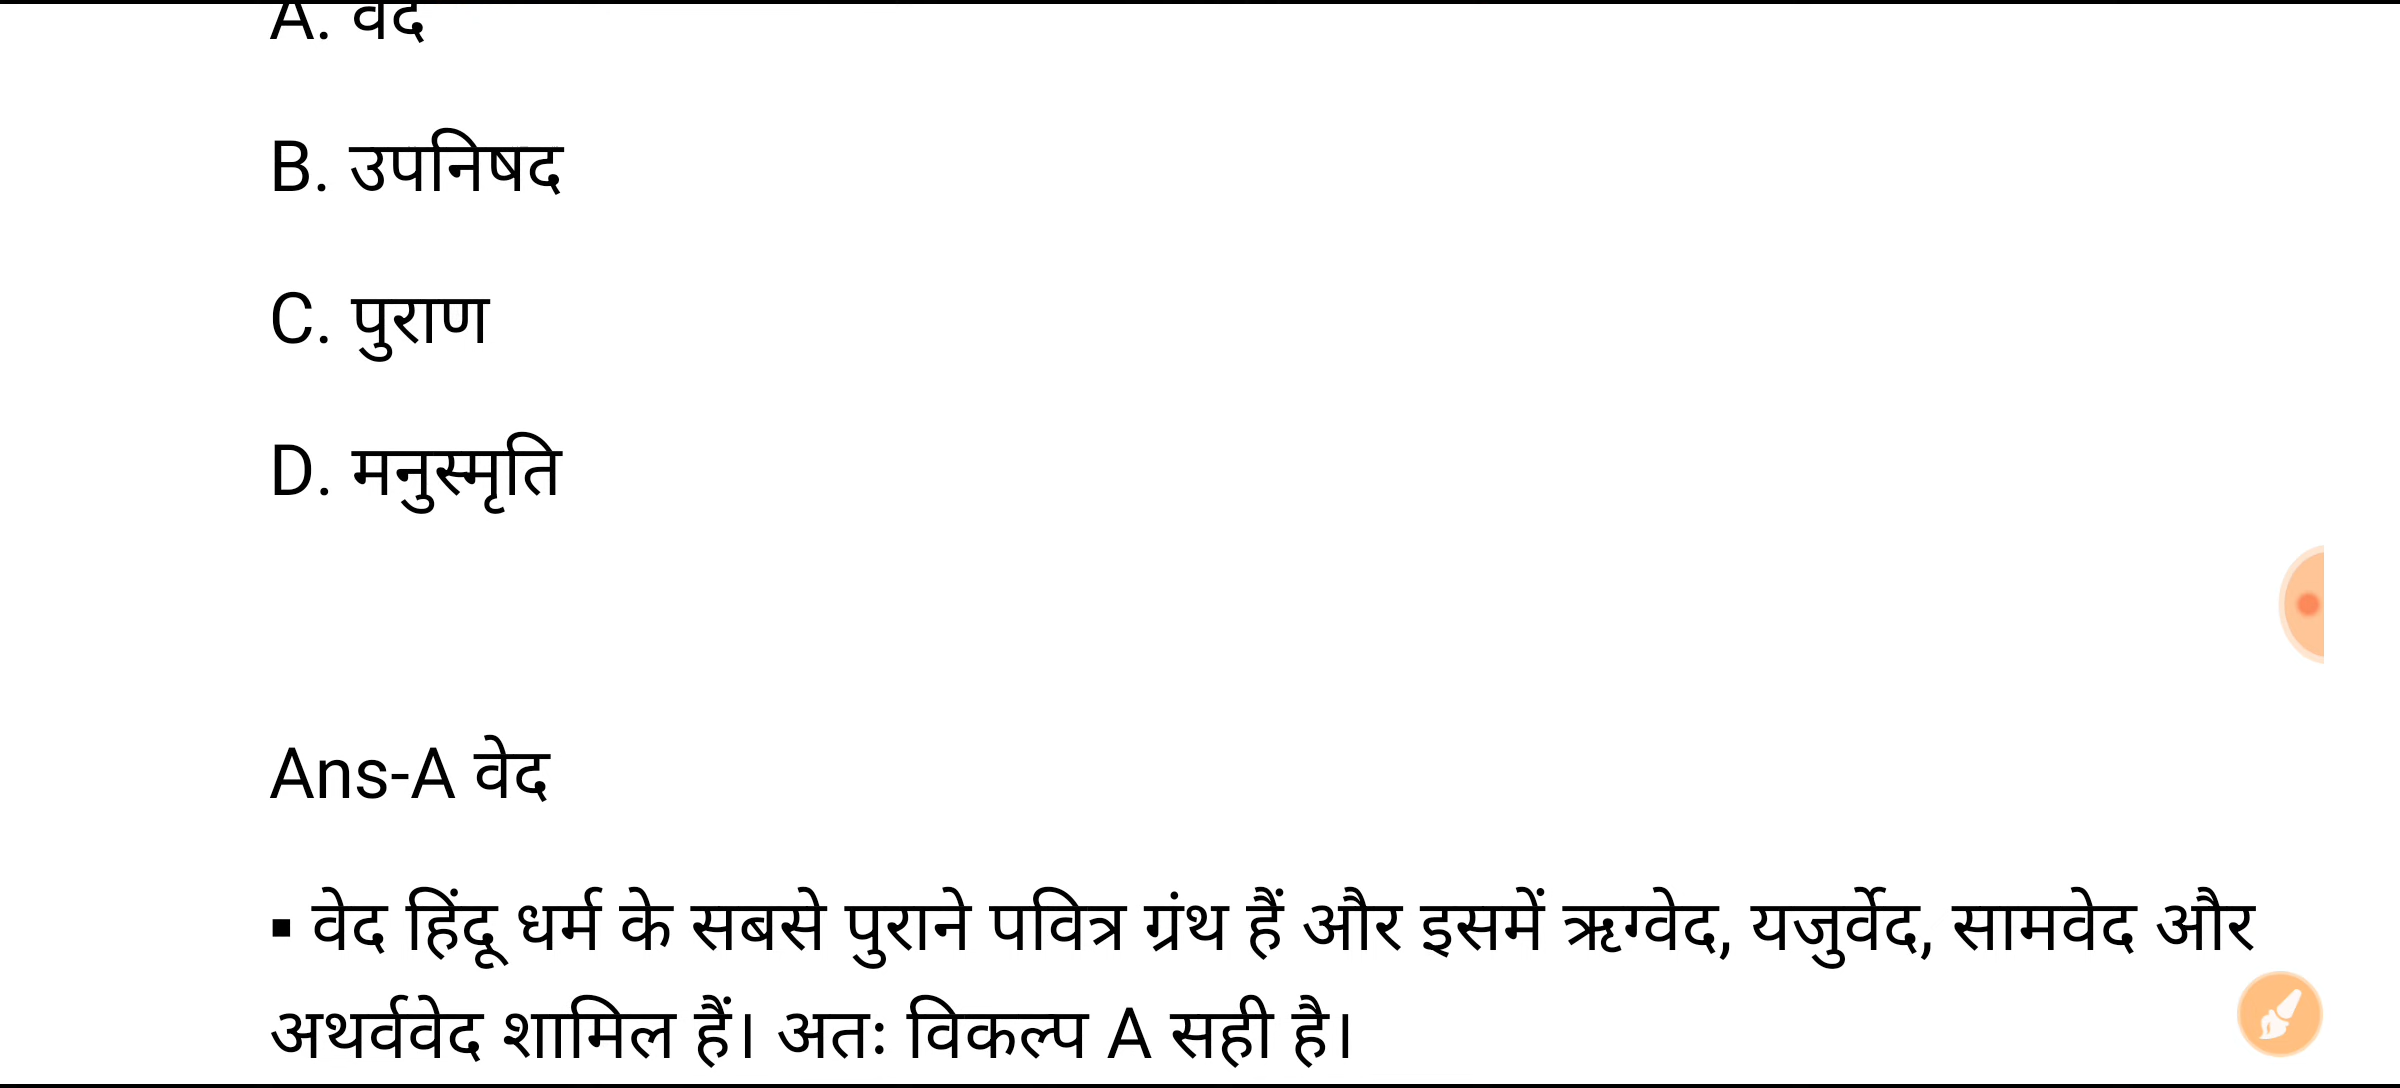 A. वेद
B. उपनिषद
C. पुराण
D. मनुस्मृति
Ans-A वेद
▪ वेद हिंदू धर्म के सबसे पुराने पवित्र ग्रंथ हैं और इसमें ऋग्वेद, यजुर्वेद, सामवेद और
अथर्ववेद शामिल हैं। अतः विकल्प A सही है।